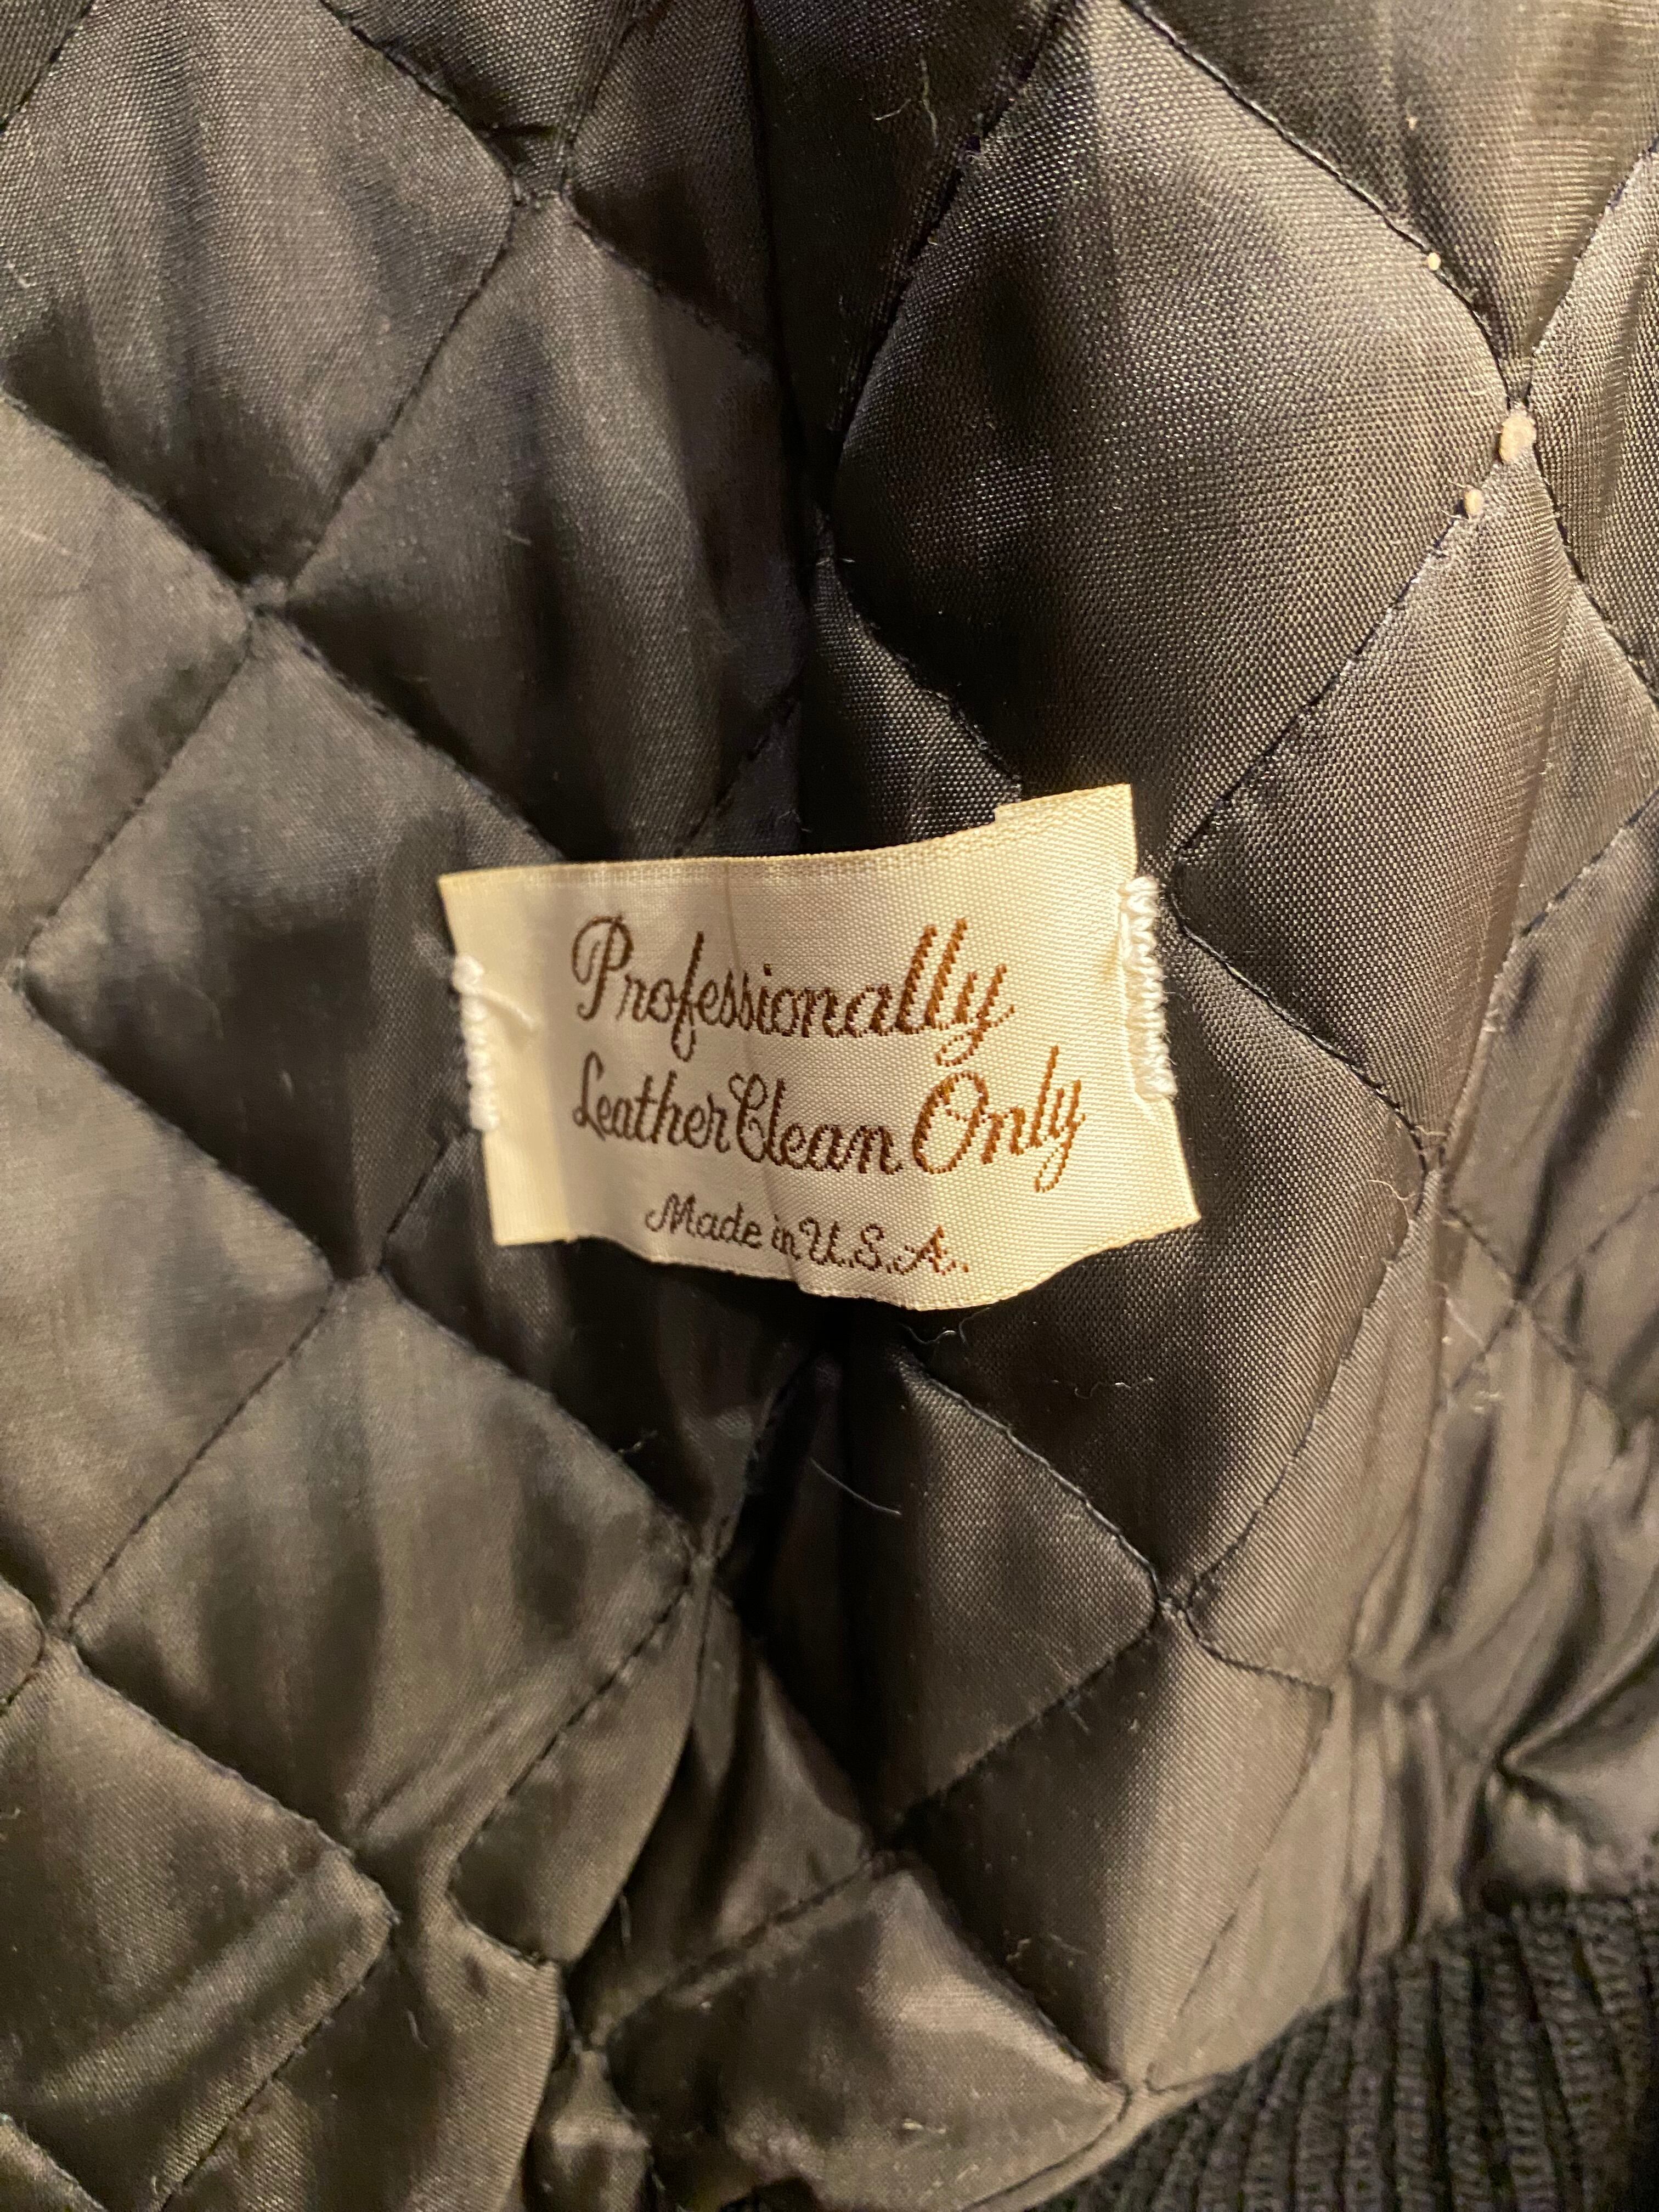 Professionally
Leather Clean Only
Made in U.S.A.